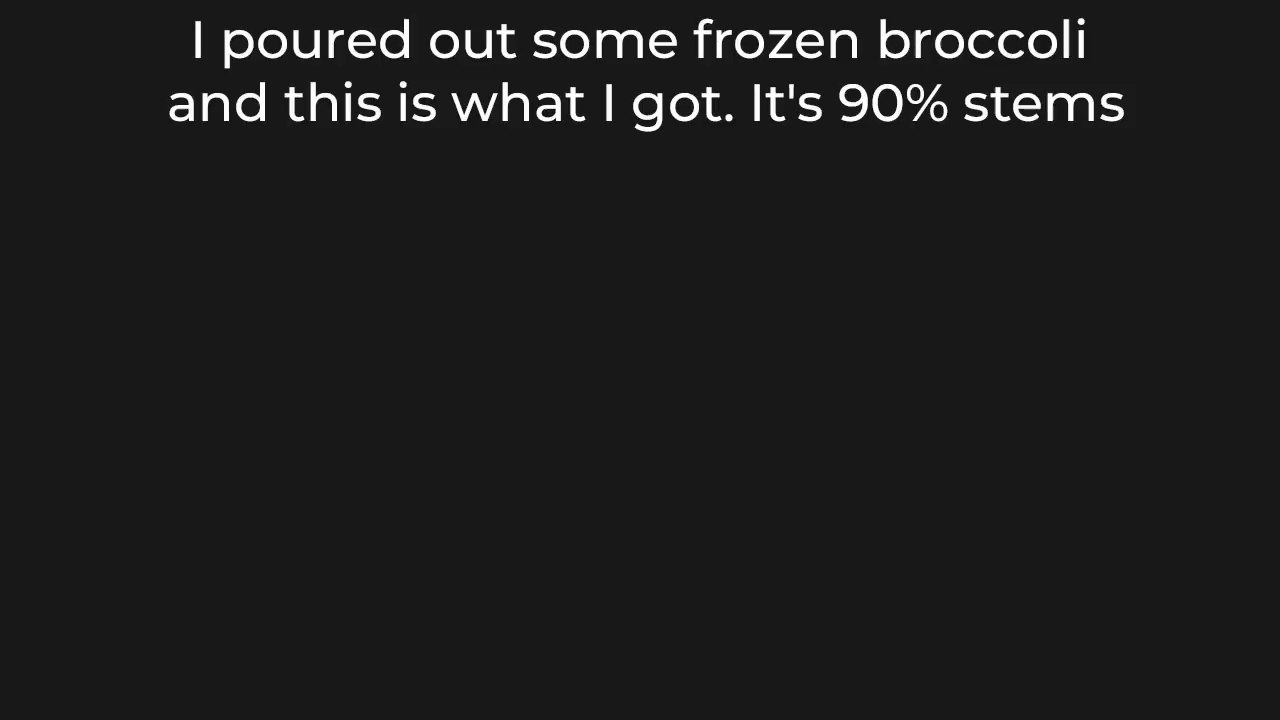 I poured out some frozen broccoli
and this is what I got. It's 90% stems